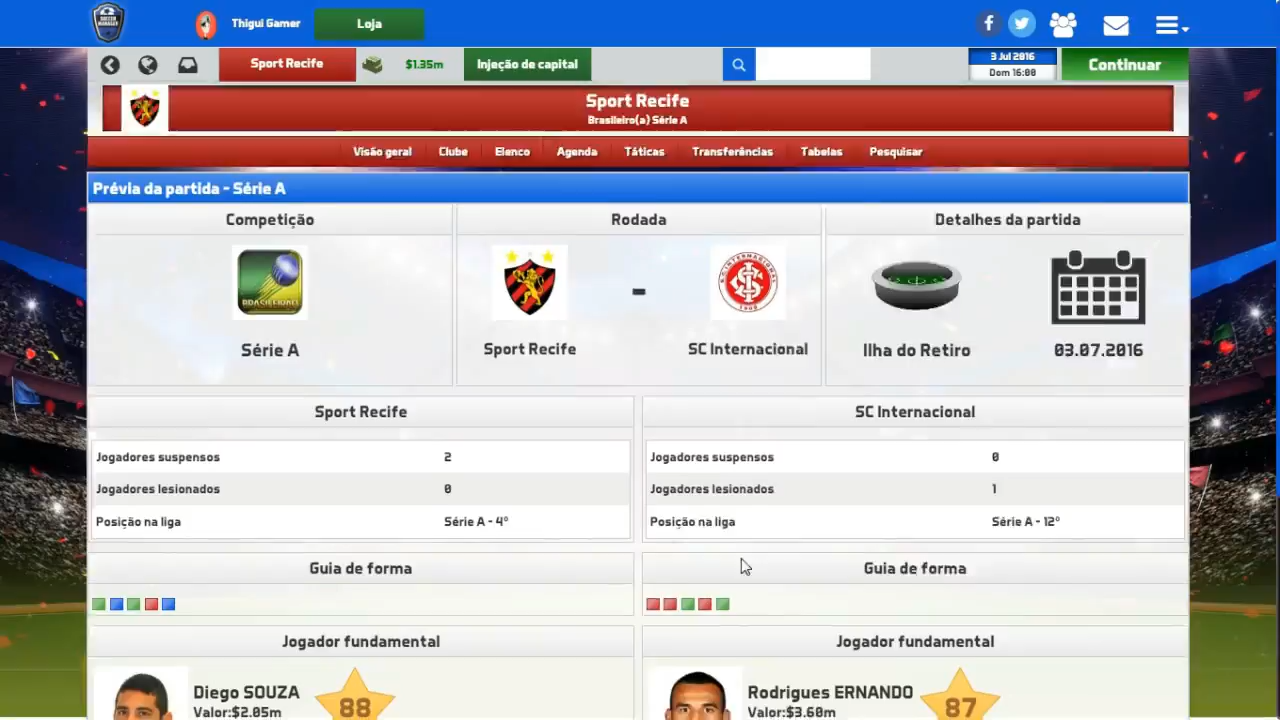 Thigui Gamer
Loja
Sport Recife
$1.35m
Injeção de capital
3 Jul 2016
Dom 16:00
Continuar
Sport Recife
Brasileiro(a) Série A
Visão geral
Clube
Elenco
Agenda
Táticas
Transferências
Tabelas
Pesquisar
Prévia da partida - Série A
Competição
Rodada
Detalhes da partida
BRASILEIRÃO
-
Série A
Sport Recife
SC Internacional
Ilha do Retiro
03.07.2016
Sport Recife
Jogadores suspensos 2
Jogadores lesionados 0
Posição na liga Série A - 4º
SC Internacional
Jogadores suspensos 0
Jogadores lesionados 1
Posição na liga Série A - 12º
Guia de forma
Guia de forma
Jogador fundamental
Diego SOUZA
Valor:$2.05m
88
Jogador fundamental
Rodrigues ERNANDO
Valor:$3.60m
87